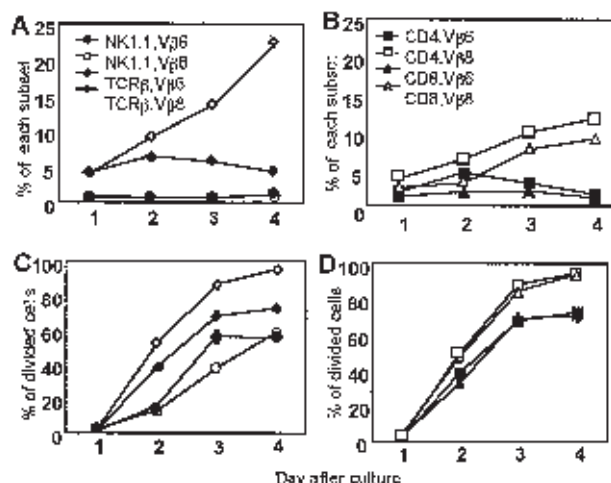 A
% of each subset
25
20
15
10
5
0
1 2 3 4
NK1.1,Vβ6
NK1.1,Vβ8
TCRβ,Vβ6
TCRβ,Vβ8
B
% of each subset
25
20
15
10
5
0
1 2 3 4
CD4,Vβ6
CD4,Vβ8
CD8,Vβ6
CD8,Vβ8
C
% of divided cells
100
80
60
40
20
0
1 2 3 4
D
% of divided cells
100
80
60
40
20
0
1 2 3 4
Day after culture